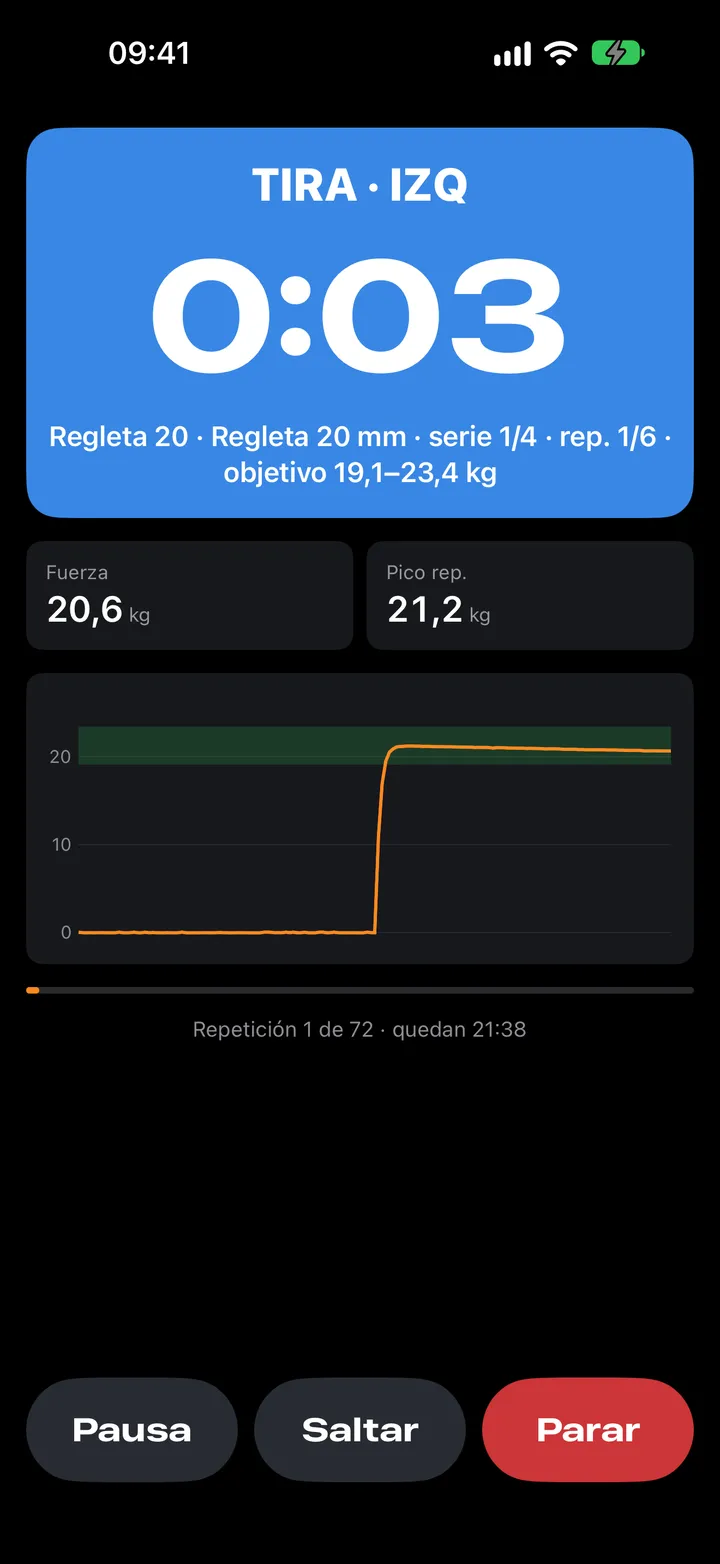 09:41
TIRA · IZQ
0:03
Regleta 20 · Regleta 20 mm · serie 1/4 · rep. 1/6 ·
objetivo 19,1–23,4 kg
Fuerza
20,6 kg
Pico rep.
21,2 kg
20
10
0
Repetición 1 de 72 · quedan 21:38
Pausa
Saltar
Parar